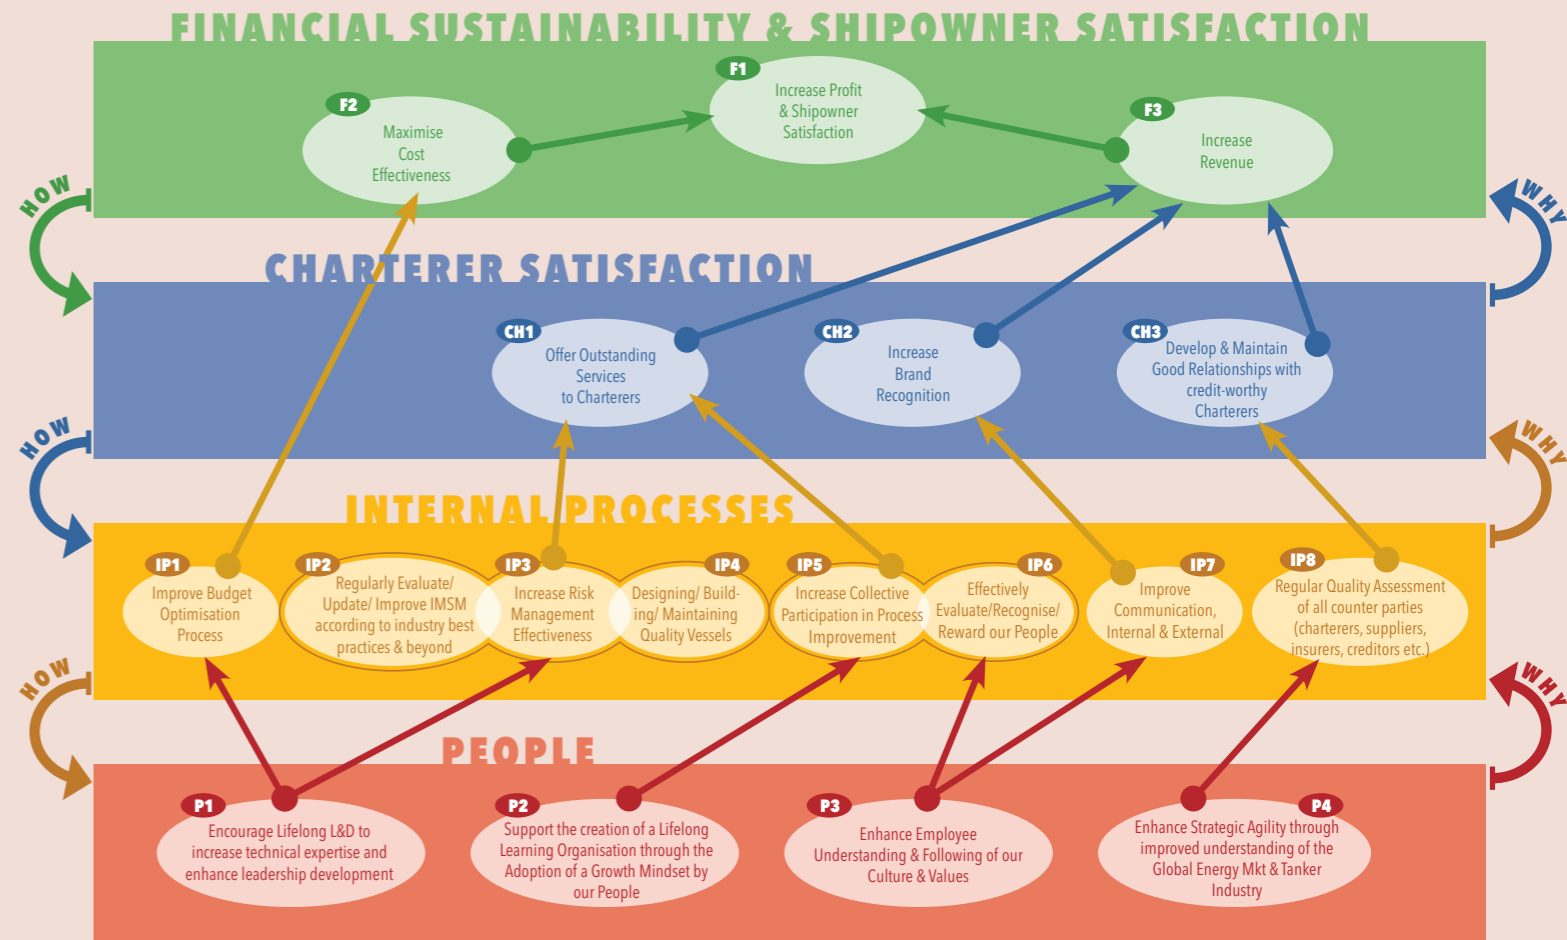 FINANCIAL SUSTAINABILITY & SHIPOWNER SATISFACTION
F1
Increase Profit
& Shipowner
Satisfaction
F2
Maximise
Cost
Effectiveness
F3
Increase
Revenue
HOW
WHY
CHARTERER SATISFACTION
CH1
Offer Outstanding
Services
to Charterers
CH2
Increase
Brand
Recognition
CH3
Develop & Maintain
Good Relationships with
credit-worthy
Charterers
HOW
WHY
INTERNAL PROCESSES
IP1
Improve Budget
Optimisation
Process
IP2
Regularly Evaluate/
Update/ Improve IMSM
according to industry best
practices & beyond
IP3
Increase Risk
Management
Effectiveness
IP4
Designing/ Build-
ing/ Maintaining
Quality Vessels
IP5
Increase Collective
Participation in Process
Improvement
IP6
Effectively
Evaluate/Recognise/
Reward our People
IP7
Improve
Communication,
Internal & External
IP8
Regular Quality Assessment
of all counter parties
(charterers, suppliers,
insurers, creditors etc.)
HOW
WHY
PEOPLE
P1
Encourage Lifelong L&D to
increase technical expertise and
enhance leadership development
P2
Support the creation of a Lifelong
Learning Organisation through the
Adoption of a Growth Mindset by
our People
P3
Enhance Employee
Understanding & Following of our
Culture & Values
P4
Enhance Strategic Agility through
improved understanding of the
Global Energy Mkt & Tanker
Industry